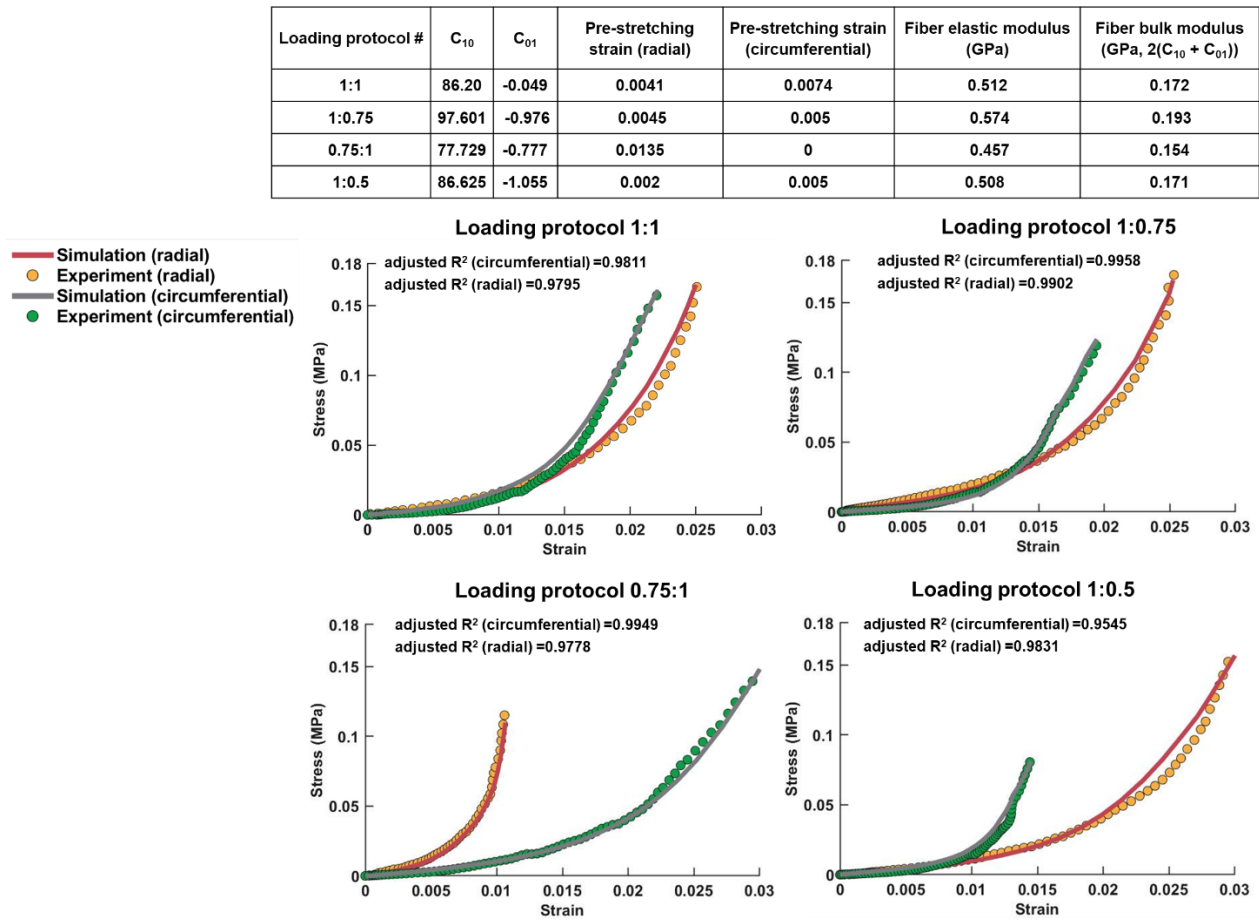 Loading protocol # C10 C01 Pre-stretching strain (radial) Pre-stretching strain (circumferential) Fiber elastic modulus (GPa) Fiber bulk modulus (GPa, 2(C10 + C01))
1:1 86.20 -0.049 0.0041 0.0074 0.512 0.172
1:0.75 97.601 -0.976 0.0045 0.005 0.574 0.193
0.75:1 77.729 -0.777 0.0135 0 0.457 0.154
1:0.5 86.625 -1.055 0.002 0.005 0.508 0.171
Simulation (radial)
Experiment (radial)
Simulation (circumferential)
Experiment (circumferential)
Loading protocol 1:1
adjusted R² (circumferential) =0.9811
adjusted R² (radial) =0.9795
Stress (MPa)
0.18
0.15
0.1
0.05
0
0 0.005 0.01 0.015 0.02 0.025 0.03
Strain
Loading protocol 1:0.75
adjusted R² (circumferential) =0.9958
adjusted R² (radial) =0.9902
Stress (MPa)
0.18
0.15
0.1
0.05
0
0 0.005 0.01 0.015 0.02 0.025 0.03
Strain
Loading protocol 0.75:1
adjusted R² (circumferential) =0.9949
adjusted R² (radial) =0.9778
Stress (MPa)
0.18
0.15
0.1
0.05
0
0 0.005 0.01 0.015 0.02 0.025 0.03
Strain
Loading protocol 1:0.5
adjusted R² (circumferential) =0.9545
adjusted R² (radial) =0.9831
Stress (MPa)
0.18
0.15
0.1
0.05
0
0 0.005 0.01 0.015 0.02 0.025 0.03
Strain